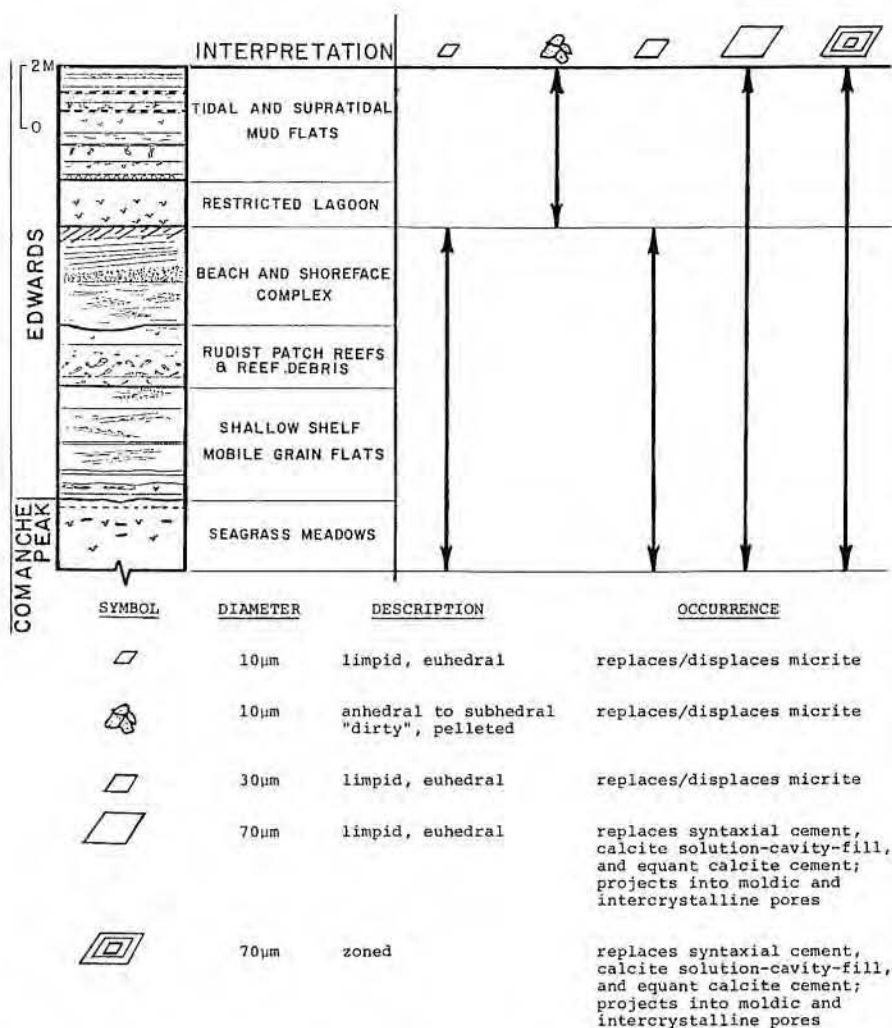 INTERPRETATION
2M
0
TIDAL AND SUPRATIDAL
MUD FLATS
RESTRICTED LAGOON
BEACH AND SHOREFACE
COMPLEX
RUDIST PATCH REEFS
& REEF DEBRIS
SHALLOW SHELF
MOBILE GRAIN FLATS
SEAGRASS MEADOWS
EDWARDS
COMANCHE
PEAK
SYMBOL DIAMETER DESCRIPTION OCCURRENCE
10μm limpid, euhedral replaces/displaces micrite
10μm anhedral to subhedral replaces/displaces micrite
"dirty", pelleted
30μm limpid, euhedral replaces/displaces micrite
70μm limpid, euhedral replaces syntaxial cement,
calcite solution-cavity-fill,
and equant calcite cement;
projects into moldic and
intercrystalline pores
70μm zoned replaces syntaxial cement,
calcite solution-cavity-fill,
and equant calcite cement;
projects into moldic and
intercrystalline pores